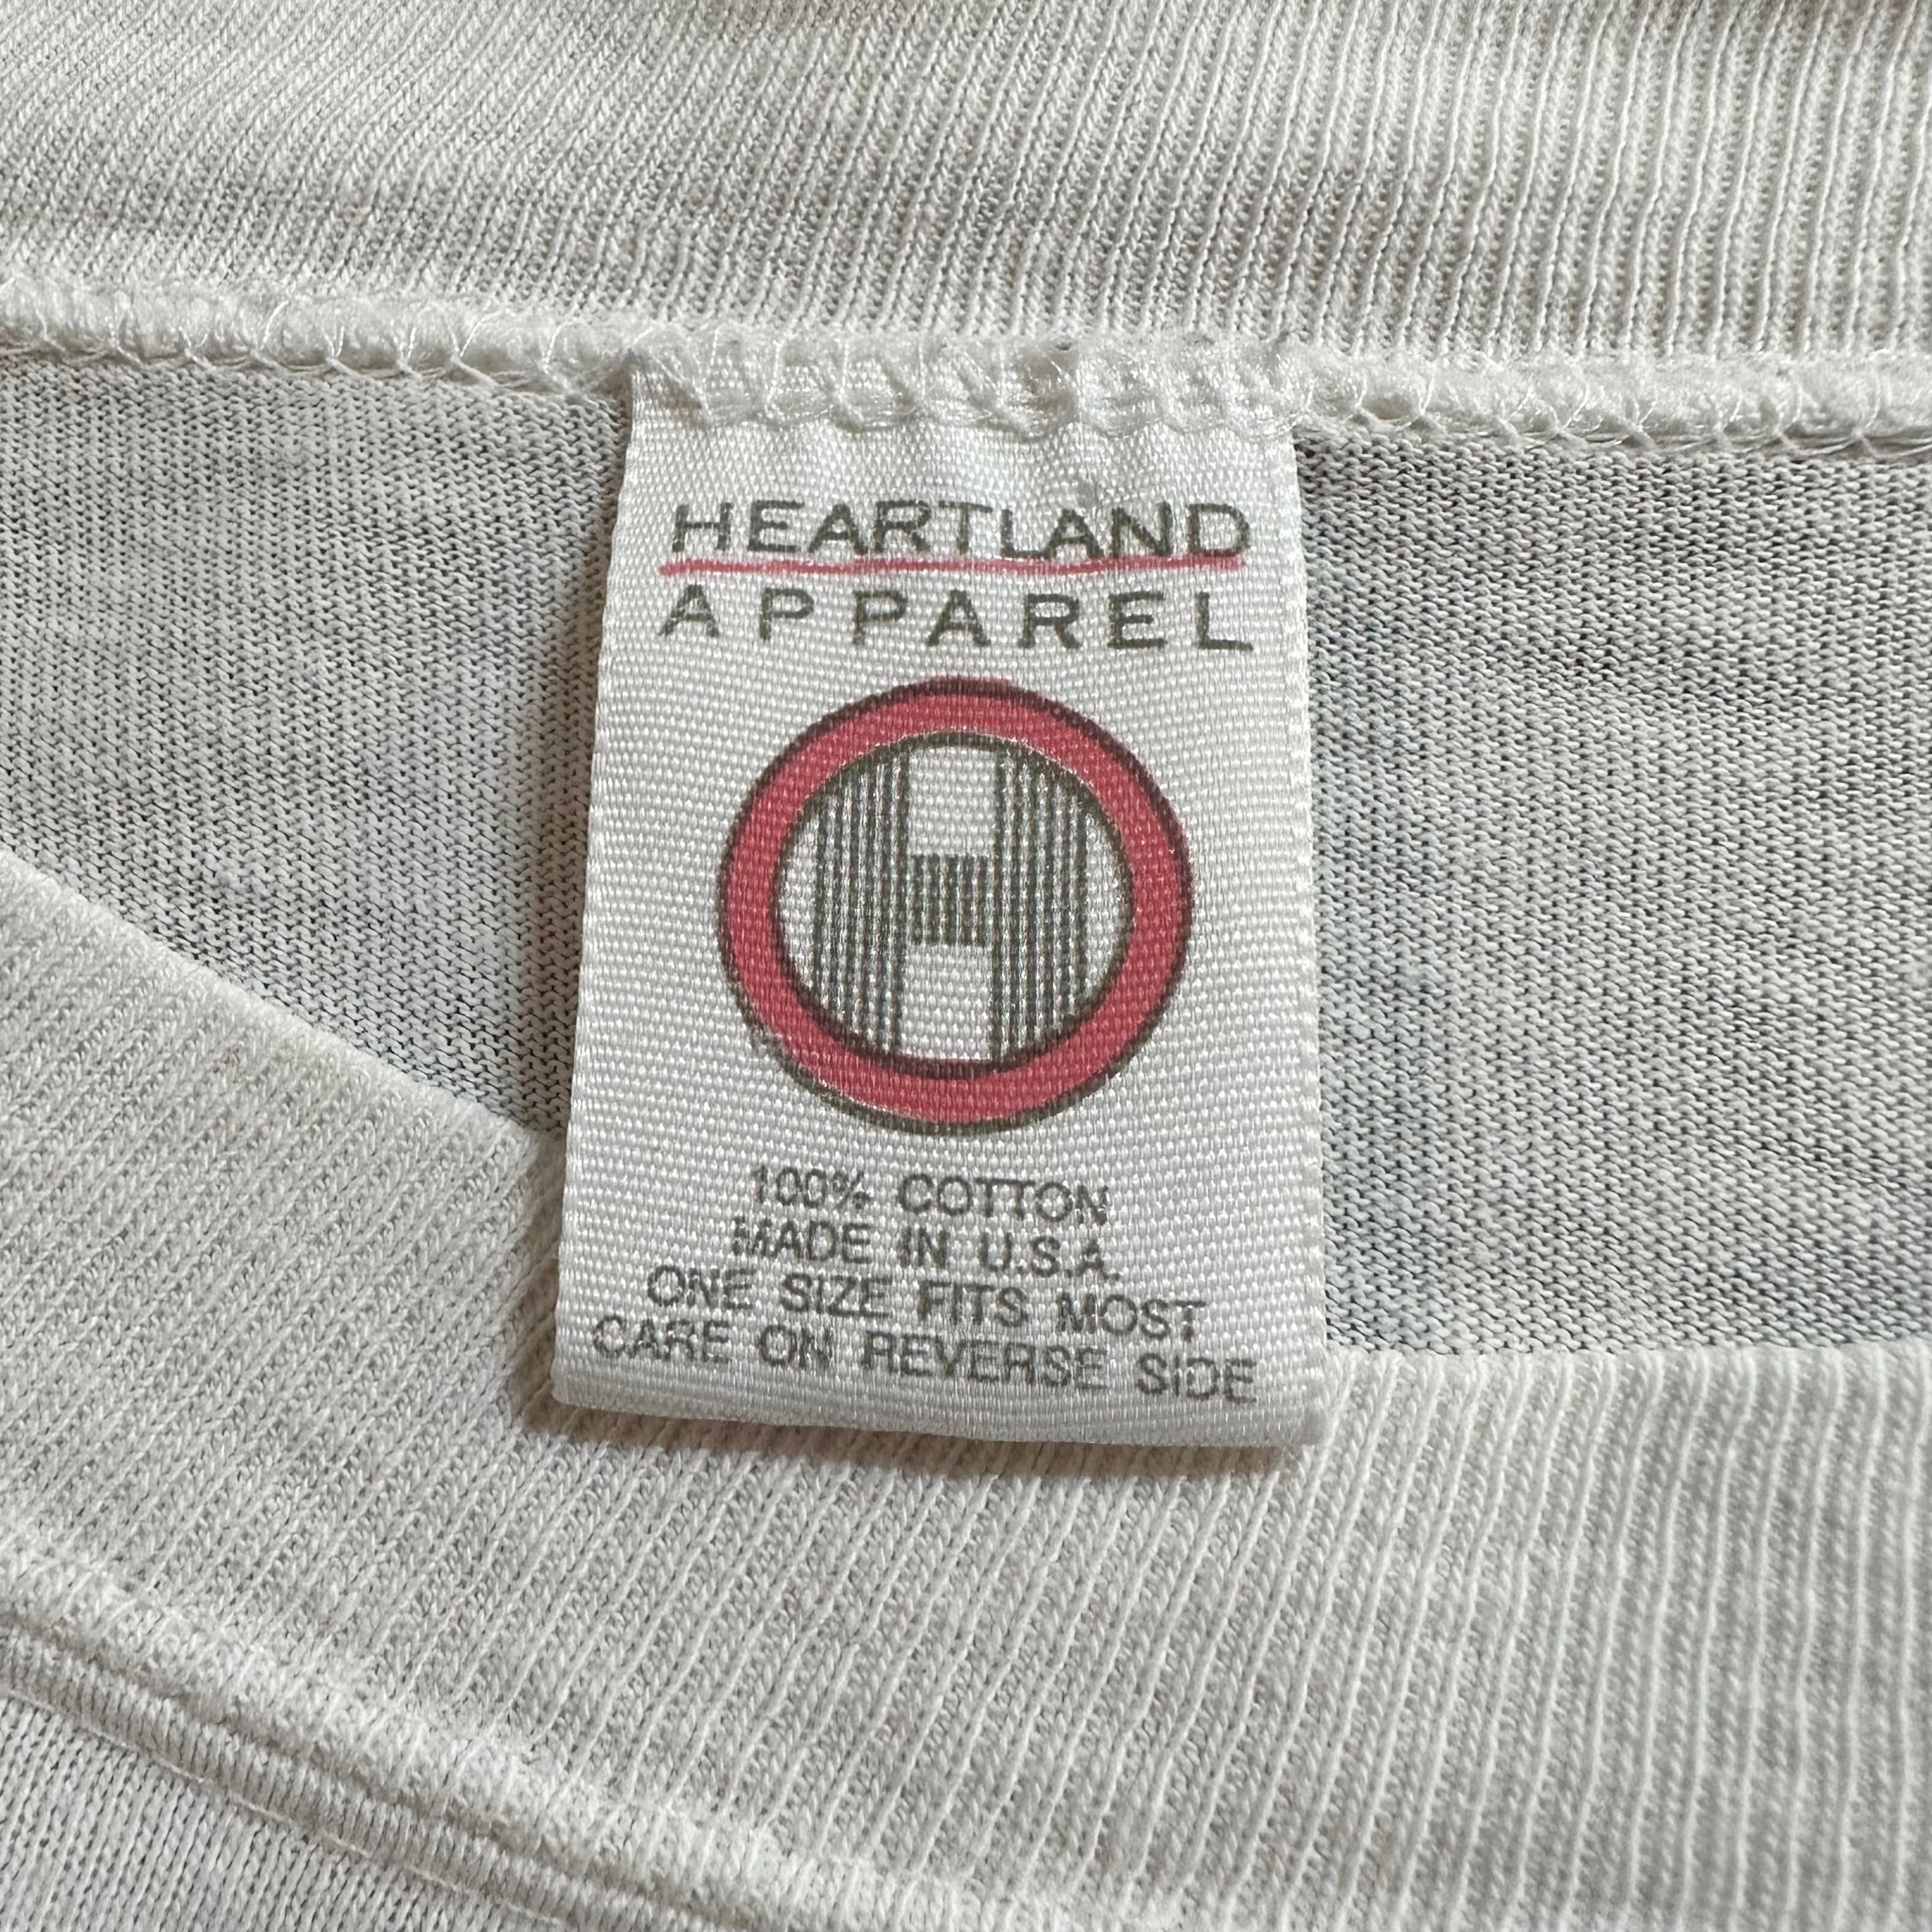 HEARTLAND
APPAREL
H
100% COTTON
MADE IN U.S.A.
ONE SIZE FITS MOST
CARE ON REVERSE SIDE